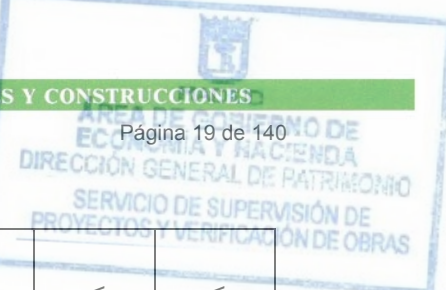 S Y CONSTRUCCIONES
ÁREA DE GOBIERNO DE
Página 19 de 140
ECONOMÍA Y HACIENDA
DIRECCIÓN GENERAL DE PATRIMONIO
SERVICIO DE SUPERVISIÓN DE
PROYECTOS Y VERIFICACIÓN DE OBRAS